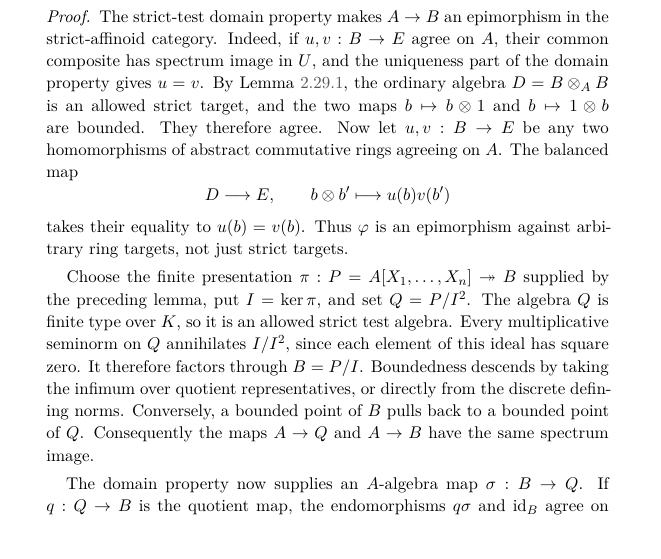 Proof. The strict-test domain property makes A → B an epimorphism in the
strict-affinoid category. Indeed, if u, v : B → E agree on A, their common
composite has spectrum image in U, and the uniqueness part of the domain
property gives u = v. By Lemma 2.29.1, the ordinary algebra D = B ⊗_A B
is an allowed strict target, and the two maps b ↦ b ⊗ 1 and b ↦ 1 ⊗ b
are bounded. They therefore agree. Now let u, v : B → E be any two
homomorphisms of abstract commutative rings agreeing on A. The balanced
map
D ⟶ E, b ⊗ b′ ⟼ u(b)v(b′)
takes their equality to u(b) = v(b). Thus φ is an epimorphism against arbi-
trary ring targets, not just strict targets.
Choose the finite presentation π : P = A[X₁, . . . , Xₙ] ↠ B supplied by
the preceding lemma, put I = ker π, and set Q = P/I². The algebra Q is
finite type over K, so it is an allowed strict test algebra. Every multiplicative
seminorm on Q annihilates I/I², since each element of this ideal has square
zero. It therefore factors through B = P/I. Boundedness descends by taking
the infimum over quotient representatives, or directly from the discrete defin-
ing norms. Conversely, a bounded point of B pulls back to a bounded point
of Q. Consequently the maps A → Q and A → B have the same spectrum
image.
The domain property now supplies an A-algebra map σ : B → Q. If
q : Q → B is the quotient map, the endomorphisms qσ and id_B agree on